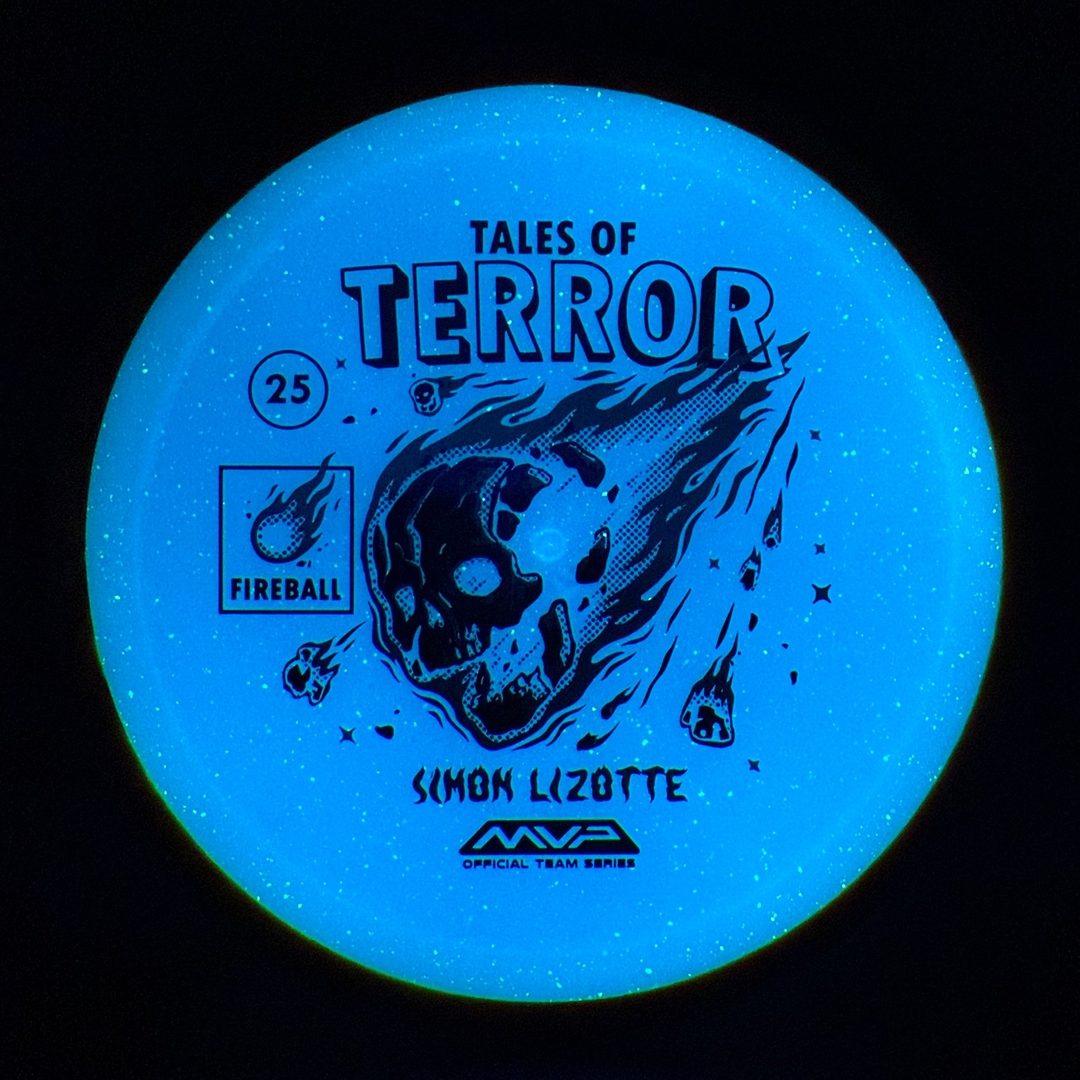 TALES OF
TERROR
25
FIREBALL
SIMON LIZOTTE
MVP
OFFICIAL TEAM SERIES